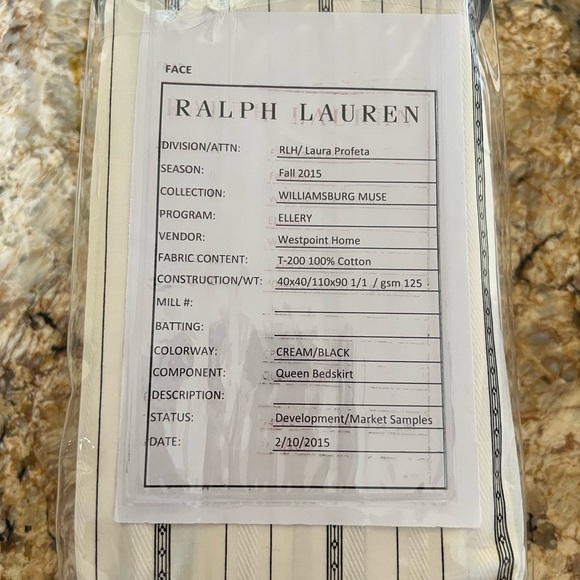 FACE
RALPH LAUREN
DIVISION/ATTN: RLH/ Laura Profeta
SEASON: Fall 2015
COLLECTION: WILLIAMSBURG MUSE
PROGRAM: ELLERY
VENDOR: Westpoint Home
FABRIC CONTENT: T-200 100% Cotton
CONSTRUCTION/WT: 40x40/110x90 1/1 / gsm 125
MILL #:
BATTING:
COLORWAY: CREAM/BLACK
COMPONENT: Queen Bedskirt
DESCRIPTION:
STATUS: Development/Market Samples
DATE: 2/10/2015